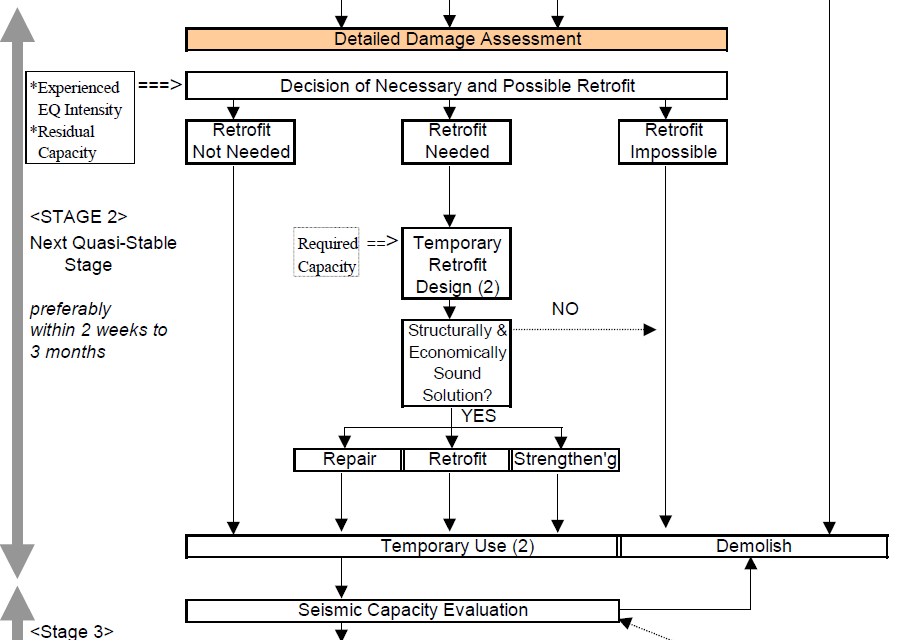 Detailed Damage Assessment
*Experienced
EQ Intensity
*Residual
Capacity
===>
Decision of Necessary and Possible Retrofit
Retrofit
Not Needed
Retrofit
Needed
Retrofit
Impossible
<STAGE 2>
Next Quasi-Stable
Stage
preferably
within 2 weeks to
3 months
Required
Capacity
==>
Temporary
Retrofit
Design (2)
Structurally &
Economically
Sound
Solution?
NO
YES
Repair
Retrofit
Strengthen'g
Temporary Use (2)
Demolish
Seismic Capacity Evaluation
<Stage 3>